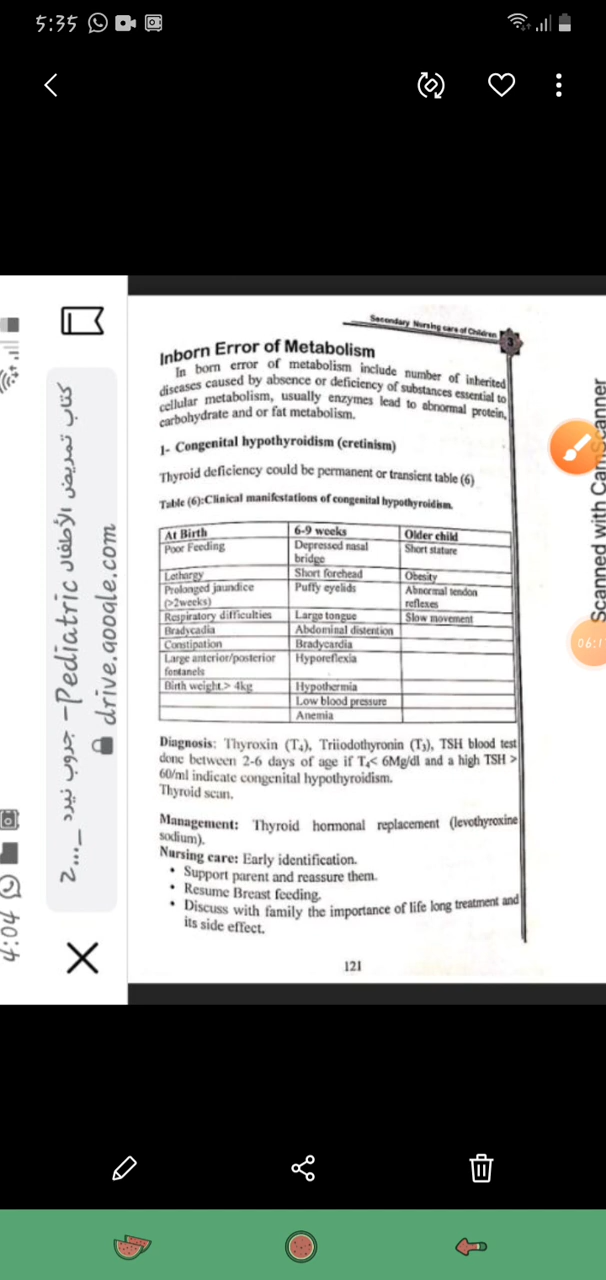 5:35
Secondary Nursing care of Children
3
Inborn Error of Metabolism
In born error of metabolism include number of inherited
diseases caused by absence or deficiency of substances essential to
cellular metabolism, usually enzymes lead to abnormal protein,
carbohydrate and or fat metabolism.
1- Congenital hypothyroidism (cretinism)
Thyroid deficiency could be permanent or transient table (6)
Table (6):Clinical manifestations of congenital hypothyroidism.
At Birth 6-9 weeks Older child
Poor Feeding Depressed nasal bridge Short stature
Lethargy Short forehead Obesity
Prolonged jaundice (>2weeks) Puffy eyelids Abnormal tendon reflexes
Respiratory difficulties Large tongue Slow movement
Bradycadia Abdominal distention
Constipation Bradycardia
Large anterior/posterior fontanels Hyporeflexia
Birth weight.> 4kg Hypothermia
Low blood pressure
Anemia
Diagnosis: Thyroxin (T₄), Triiodothyronin (T₃), TSH blood test
done between 2-6 days of age if T₄< 6Mg/dl and a high TSH >
60/ml indicate congenital hypothyroidism.
Thyroid scan.
Management: Thyroid hormonal replacement (levothyroxine
sodium).
Nursing care: Early identification.
• Support parent and reassure them.
• Resume Breast feeding.
• Discuss with family the importance of life long treatment and
its side effect.
121
Scanned with CamScanner
06:1
كتاب تمريض الأطفال Pediatric – جروب نيرد _...2
drive.google.com
4:04